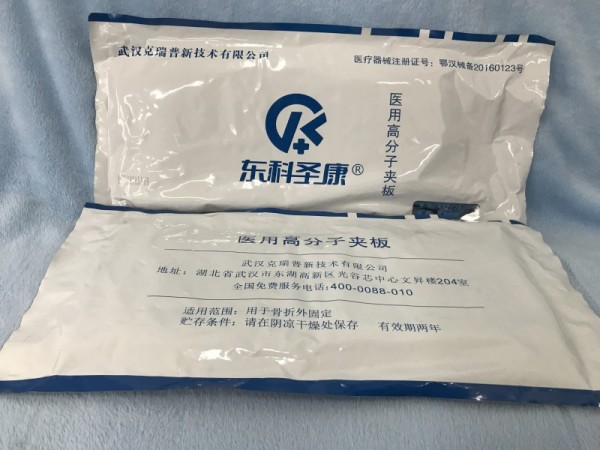 武汉克瑞普新技术有限公司
医疗器械注册证号：鄂汉械备20160123号
东科圣康®
医用高分子夹板
医用高分子夹板
武汉克瑞普新技术有限公司
地址：湖北省武汉市东湖高新区光谷芯中心文昇楼204室
全国免费服务电话:400-0088-010
适用范围：用于骨折外固定
贮存条件：请在阴凉干燥处保存 有效期两年